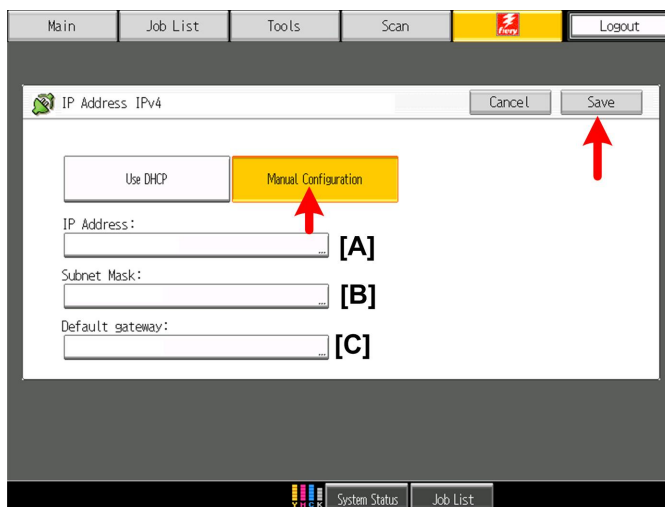 Main Job List Tools Scan fiery Logout
IP Address IPv4 Cancel Save
Use DHCP Manual Configuration
IP Address:
... [A]
Subnet Mask:
... [B]
Default gateway:
... [C]
Y M C K System Status Job List